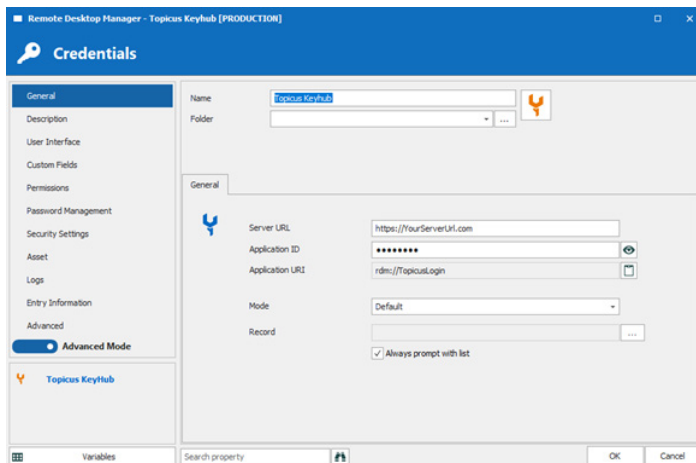 Remote Desktop Manager - Topicus Keyhub [PRODUCTION]
Credentials
General
Description
User Interface
Custom Fields
Permissions
Password Management
Security Settings
Asset
Logs
Entry Information
Advanced
Advanced Mode
Topicus KeyHub
Variables
Name
Topicus Keyhub
Folder
...
General
Server URL
https://YourServerUrl.com
Application ID
••••••••
Application URI
rdm://TopicusLogin
Mode
Default
Record
...
Always prompt with list
Search property
OK
Cancel